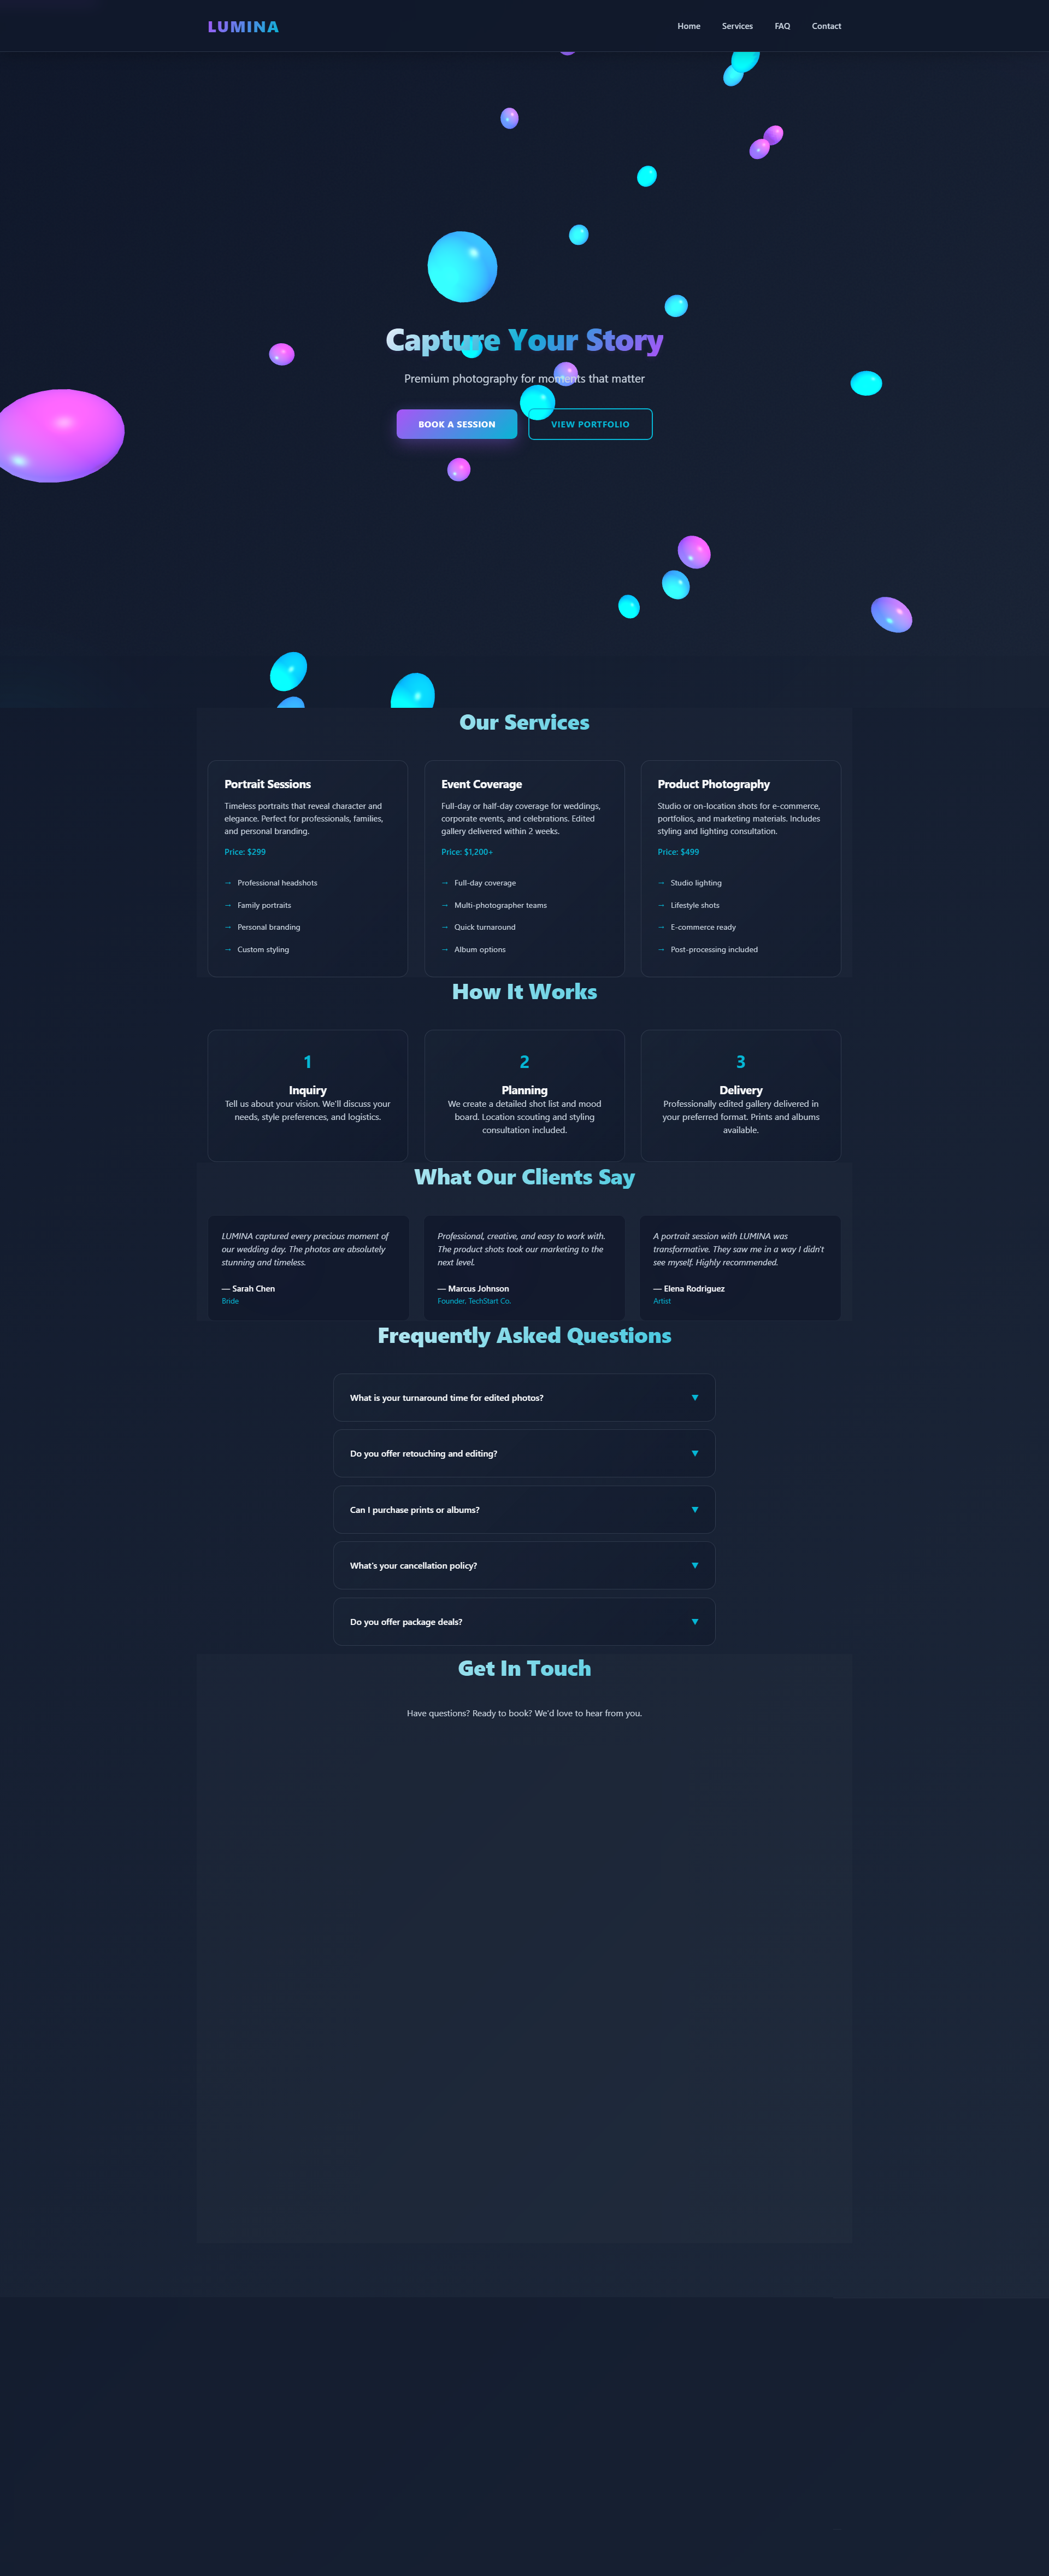 LUMINA
Home Services FAQ Contact
Capture Your Story
Premium photography for moments that matter
BOOK A SESSION
VIEW PORTFOLIO
Our Services
Portrait Sessions
Timeless portraits that reveal character and
elegance. Perfect for professionals, families,
and personal branding.
Price: $299
→ Professional headshots
→ Family portraits
→ Personal branding
→ Custom styling
Event Coverage
Full-day or half-day coverage for weddings,
corporate events, and celebrations. Edited
gallery delivered within 2 weeks.
Price: $1,200+
→ Full-day coverage
→ Multi-photographer teams
→ Quick turnaround
→ Album options
Product Photography
Studio or on-location shots for e-commerce,
portfolios, and marketing materials. Includes
styling and lighting consultation.
Price: $499
→ Studio lighting
→ Lifestyle shots
→ E-commerce ready
→ Post-processing included
How It Works
1
Inquiry
Tell us about your vision. We'll discuss your
needs, style preferences, and logistics.
2
Planning
We create a detailed shot list and mood
board. Location scouting and styling
consultation included.
3
Delivery
Professionally edited gallery delivered in
your preferred format. Prints and albums
available.
What Our Clients Say
LUMINA captured every precious moment of
our wedding day. The photos are absolutely
stunning and timeless.
— Sarah Chen
Bride
Professional, creative, and easy to work with.
The product shots took our marketing to the
next level.
— Marcus Johnson
Founder, TechStart Co.
A portrait session with LUMINA was
transformative. They saw me in a way I didn't
see myself. Highly recommended.
— Elena Rodriguez
Artist
Frequently Asked Questions
What is your turnaround time for edited photos?
Do you offer retouching and editing?
Can I purchase prints or albums?
What's your cancellation policy?
Do you offer package deals?
Get In Touch
Have questions? Ready to book? We'd love to hear from you.